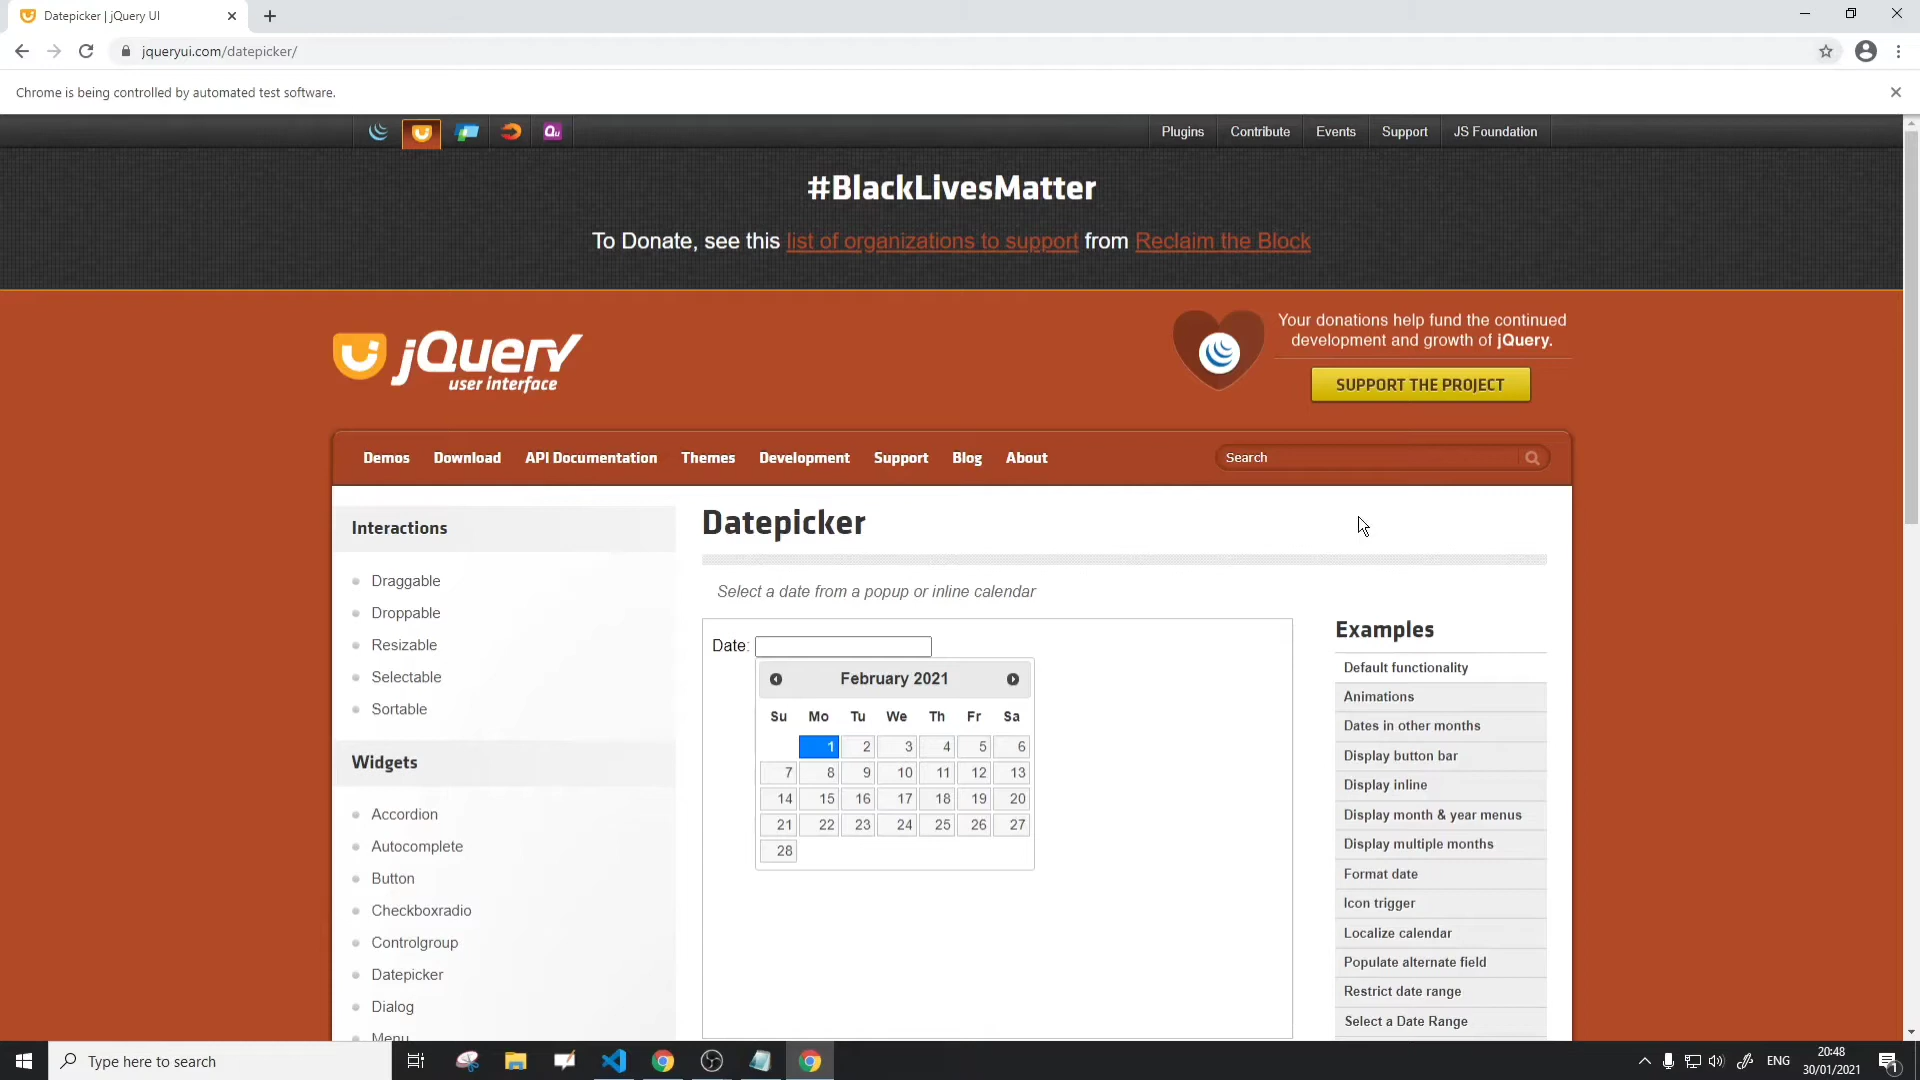 Datepicker | jQuery UI
jqueryui.com/datepicker/
Chrome is being controlled by automated test software.
Qu
Plugins Contribute Events Support JS Foundation
#BlackLivesMatter
To Donate, see this list of organizations to support from Reclaim the Block
jQuery
user interface
Your donations help fund the continued
development and growth of jQuery.
SUPPORT THE PROJECT
Demos Download API Documentation Themes Development Support Blog About
Search
Interactions
Draggable
Droppable
Resizable
Selectable
Sortable
Widgets
Accordion
Autocomplete
Button
Checkboxradio
Controlgroup
Datepicker
Dialog
Menu
Datepicker
Select a date from a popup or inline calendar
Date:
February 2021
Su Mo Tu We Th Fr Sa
1 2 3 4 5 6
7 8 9 10 11 12 13
14 15 16 17 18 19 20
21 22 23 24 25 26 27
28
Examples
Default functionality
Animations
Dates in other months
Display button bar
Display inline
Display month & year menus
Display multiple months
Format date
Icon trigger
Localize calendar
Populate alternate field
Restrict date range
Select a Date Range
Type here to search
ENG
20:48
30/01/2021
1